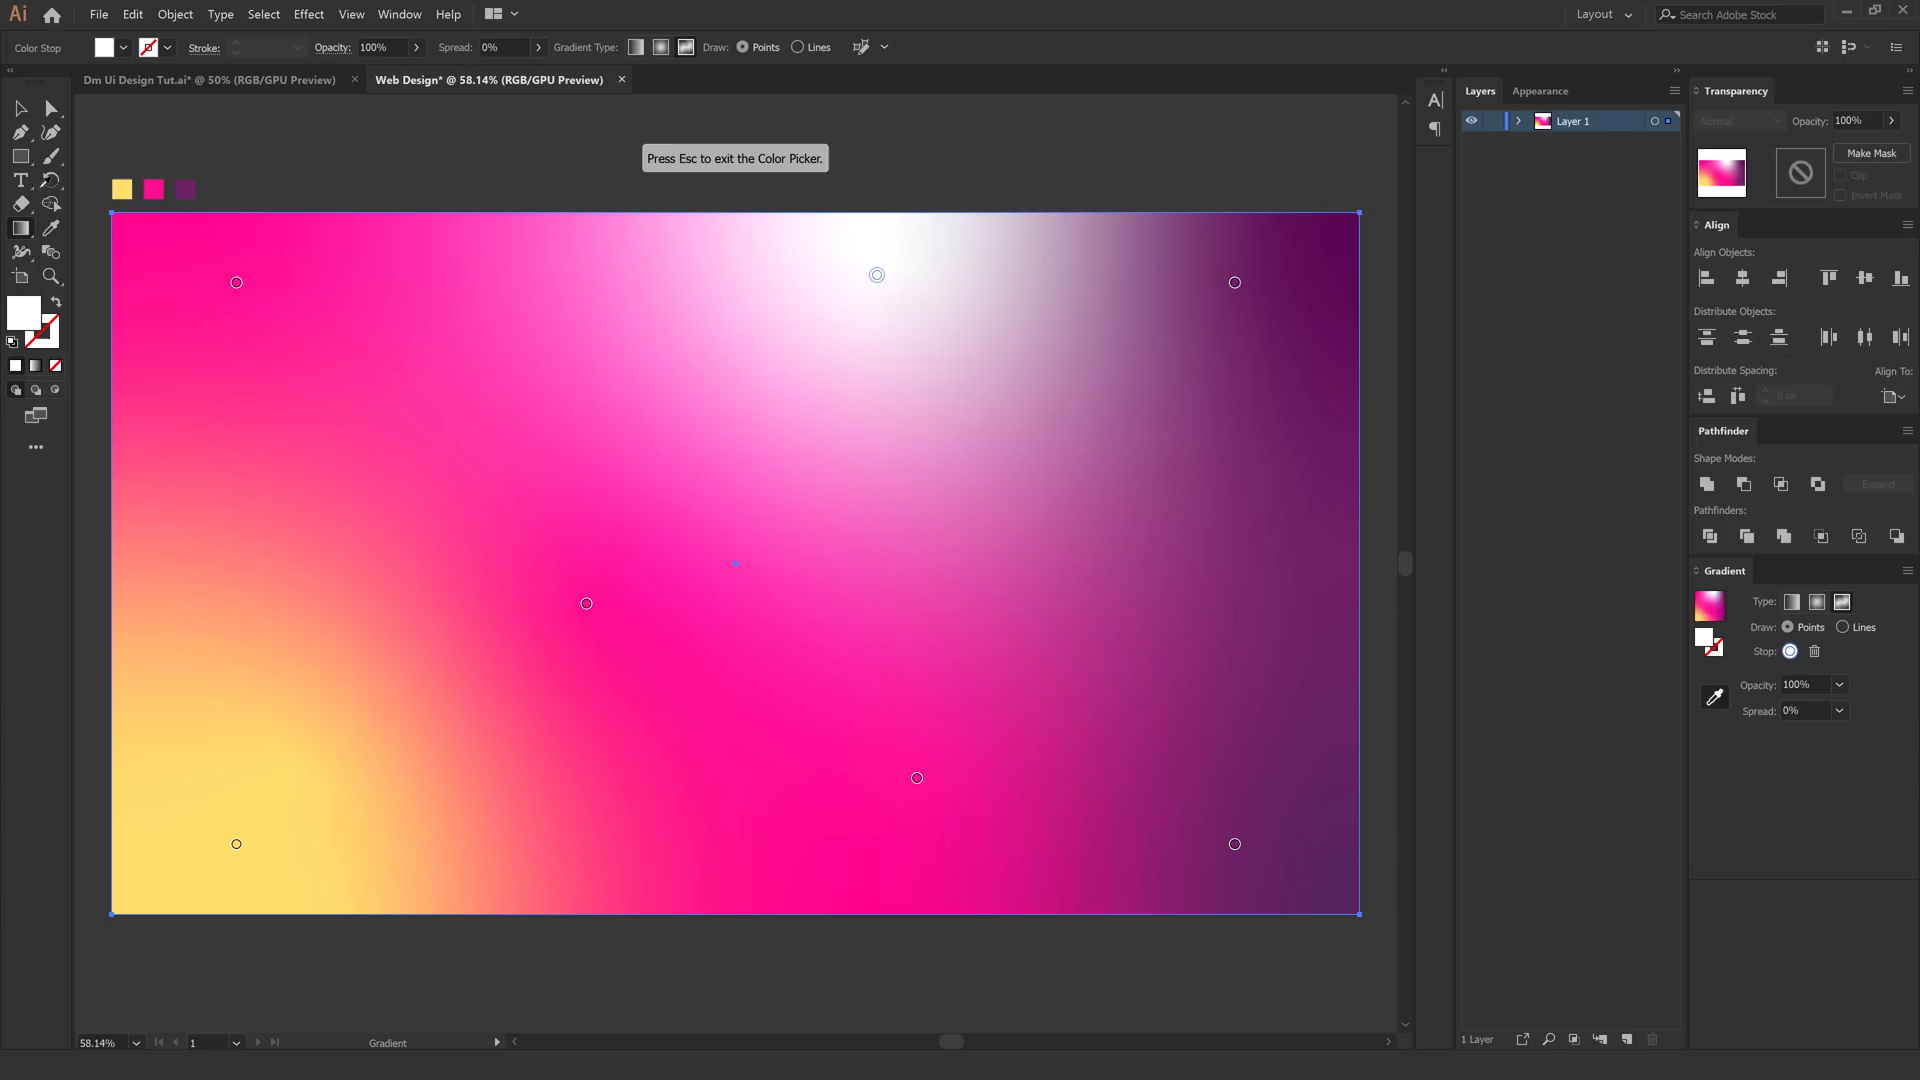 Ai File Edit Object Type Select Effect View Window Help Layout Search Adobe Stock
Color Stop Stroke: Opacity: 100% Spread: 0% Gradient Type: Draw: Points Lines
Dm Ui Design Tut.ai* @ 50% (RGB/GPU Preview) × Web Design* @ 58.14% (RGB/GPU Preview) ×
Layers Appearance
Layer 1
Press Esc to exit the Color Picker.
Transparency
Normal Opacity: 100%
Make Mask
Clip
Invert Mask
Align
Align Objects:
Distribute Objects:
Distribute Spacing: Align To:
0 px
Pathfinder
Shape Modes:
Expand
Pathfinders:
Gradient
Type:
Draw: Points Lines
Stop:
Opacity: 100%
Spread: 0%
58.14% 1 Gradient
1 Layer